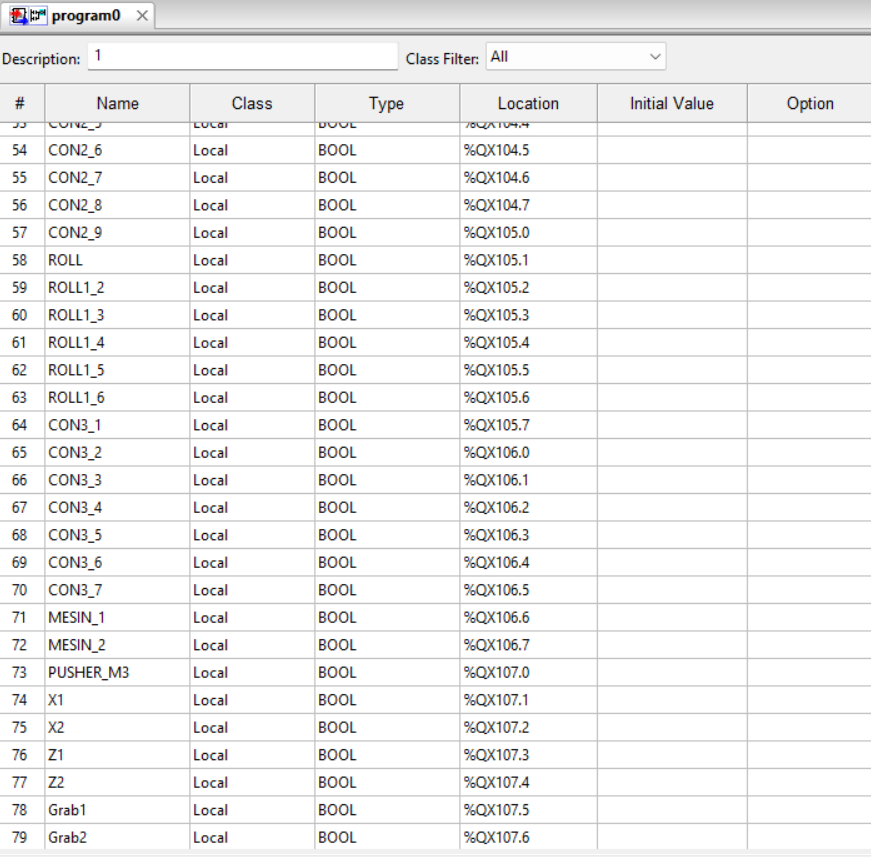 program0
Description: 1 Class Filter: All
# Name Class Type Location Initial Value Option
53 CON2_5 Local BOOL %QX104.4
54 CON2_6 Local BOOL %QX104.5
55 CON2_7 Local BOOL %QX104.6
56 CON2_8 Local BOOL %QX104.7
57 CON2_9 Local BOOL %QX105.0
58 ROLL Local BOOL %QX105.1
59 ROLL1_2 Local BOOL %QX105.2
60 ROLL1_3 Local BOOL %QX105.3
61 ROLL1_4 Local BOOL %QX105.4
62 ROLL1_5 Local BOOL %QX105.5
63 ROLL1_6 Local BOOL %QX105.6
64 CON3_1 Local BOOL %QX105.7
65 CON3_2 Local BOOL %QX106.0
66 CON3_3 Local BOOL %QX106.1
67 CON3_4 Local BOOL %QX106.2
68 CON3_5 Local BOOL %QX106.3
69 CON3_6 Local BOOL %QX106.4
70 CON3_7 Local BOOL %QX106.5
71 MESIN_1 Local BOOL %QX106.6
72 MESIN_2 Local BOOL %QX106.7
73 PUSHER_M3 Local BOOL %QX107.0
74 X1 Local BOOL %QX107.1
75 X2 Local BOOL %QX107.2
76 Z1 Local BOOL %QX107.3
77 Z2 Local BOOL %QX107.4
78 Grab1 Local BOOL %QX107.5
79 Grab2 Local BOOL %QX107.6